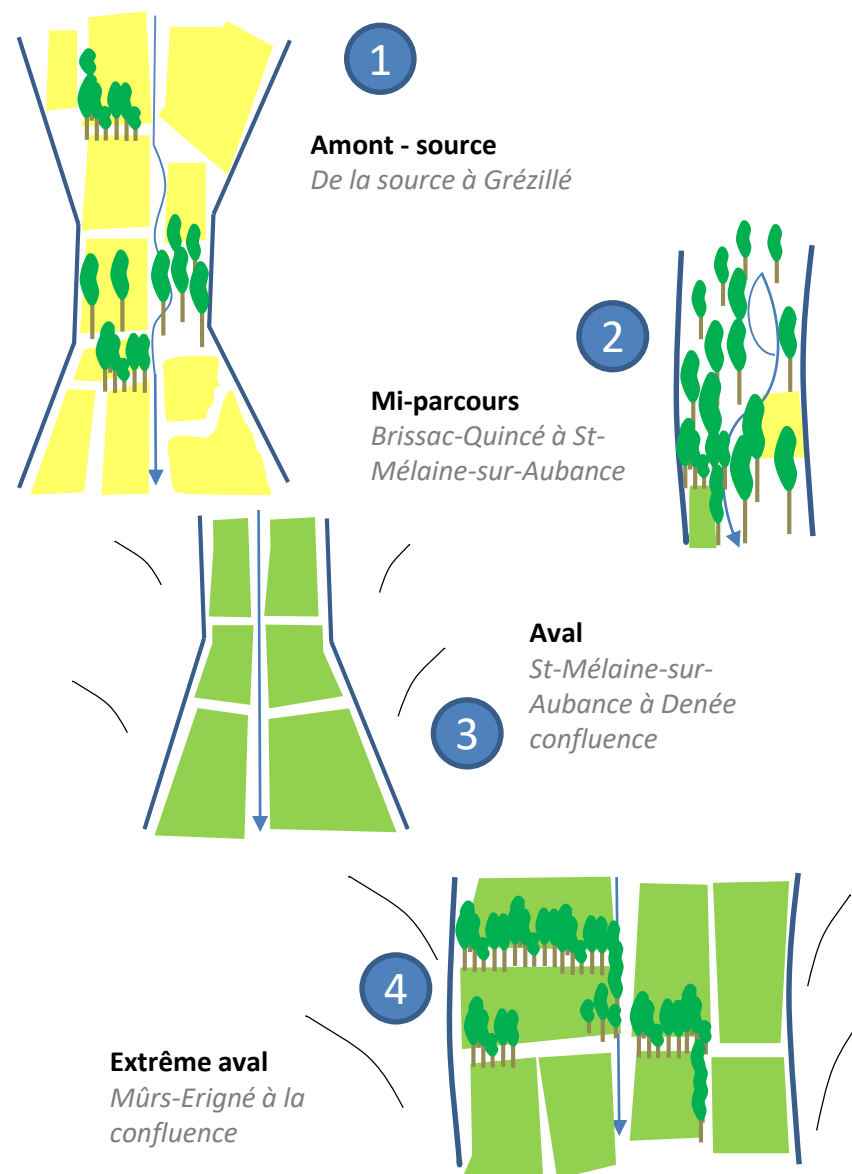 1
Amont - source
De la source à Grézillé
2
Mi-parcours
Brissac-Quincé à St-
Mélaine-sur-Aubance
Aval
St-Mélaine-sur-
Aubance à Denée
confluence
3
4
Extrême aval
Mûrs-Erigné à la
confluence